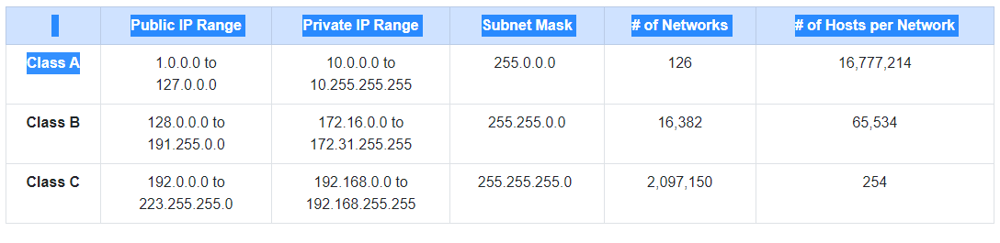 Public IP Range Private IP Range Subnet Mask # of Networks # of Hosts per Network
Class A 1.0.0.0 to 10.0.0.0 to 255.0.0.0 126 16,777,214
127.0.0.0 10.255.255.255
Class B 128.0.0.0 to 172.16.0.0 to 255.255.0.0 16,382 65,534
191.255.0.0 172.31.255.255
Class C 192.0.0.0 to 192.168.0.0 to 255.255.255.0 2,097,150 254
223.255.255.0 192.168.255.255